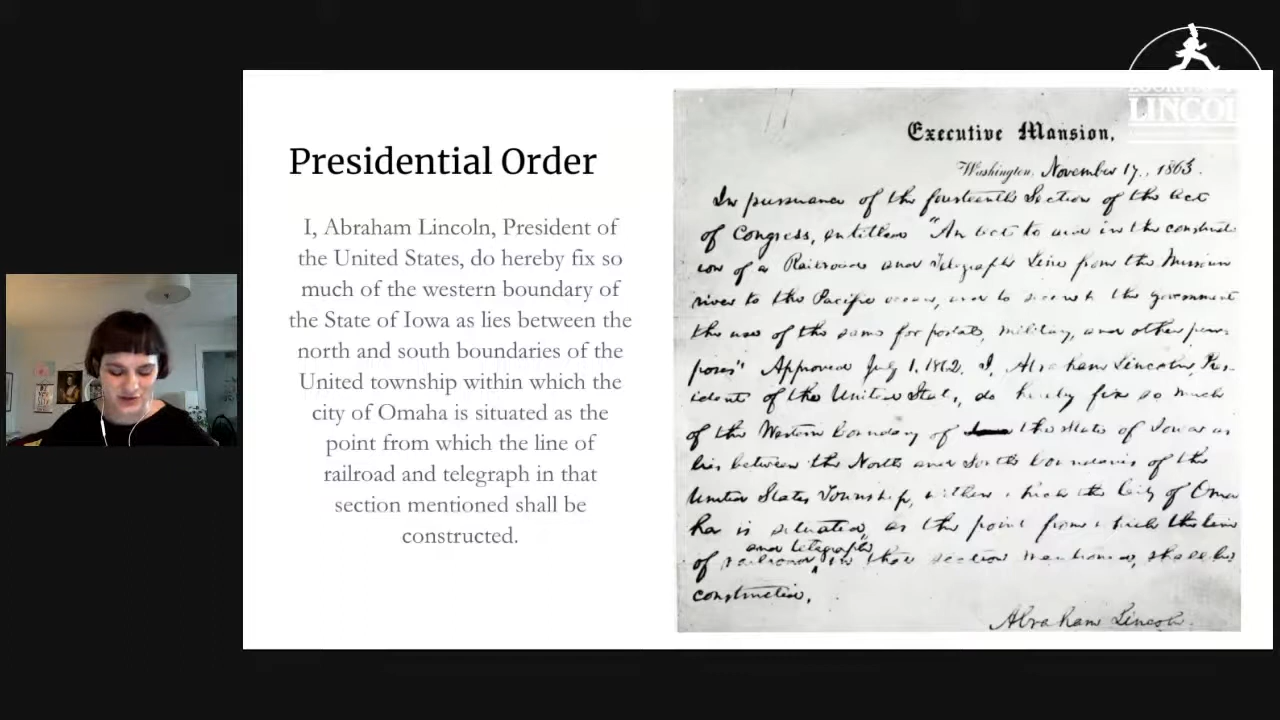 LINCOL
Presidential Order
I, Abraham Lincoln, President of
the United States, do hereby fix so
much of the western boundary of
the State of Iowa as lies between the
north and south boundaries of the
United township within which the
city of Omaha is situated as the
point from which the line of
railroad and telegraph in that
section mentioned shall be
constructed.
Executive Mansion,
Washington, November 17, 1863.
In pursuance of the fourteenth Section of the Act
of Congress, entitled "An Act to aid in the construct-
ion of a Railroad and Telegraph Line from the Missouri
river to the Pacific ocean, and to secure to the government
the use of the same for postal, military, and other pur-
poses" Approved July 1, 1862, I, Abraham Lincoln, Pres-
ident of the United States, do hereby fix so much
of the Western boundary of the State of Iowa as
lies between the North and South boundaries of the
United States Township, within which the City of Oma-
ha is situated, as the point from which the line
of railroad and telegraph in that section mentioned, shall be
constructed.
Abraham Lincoln.